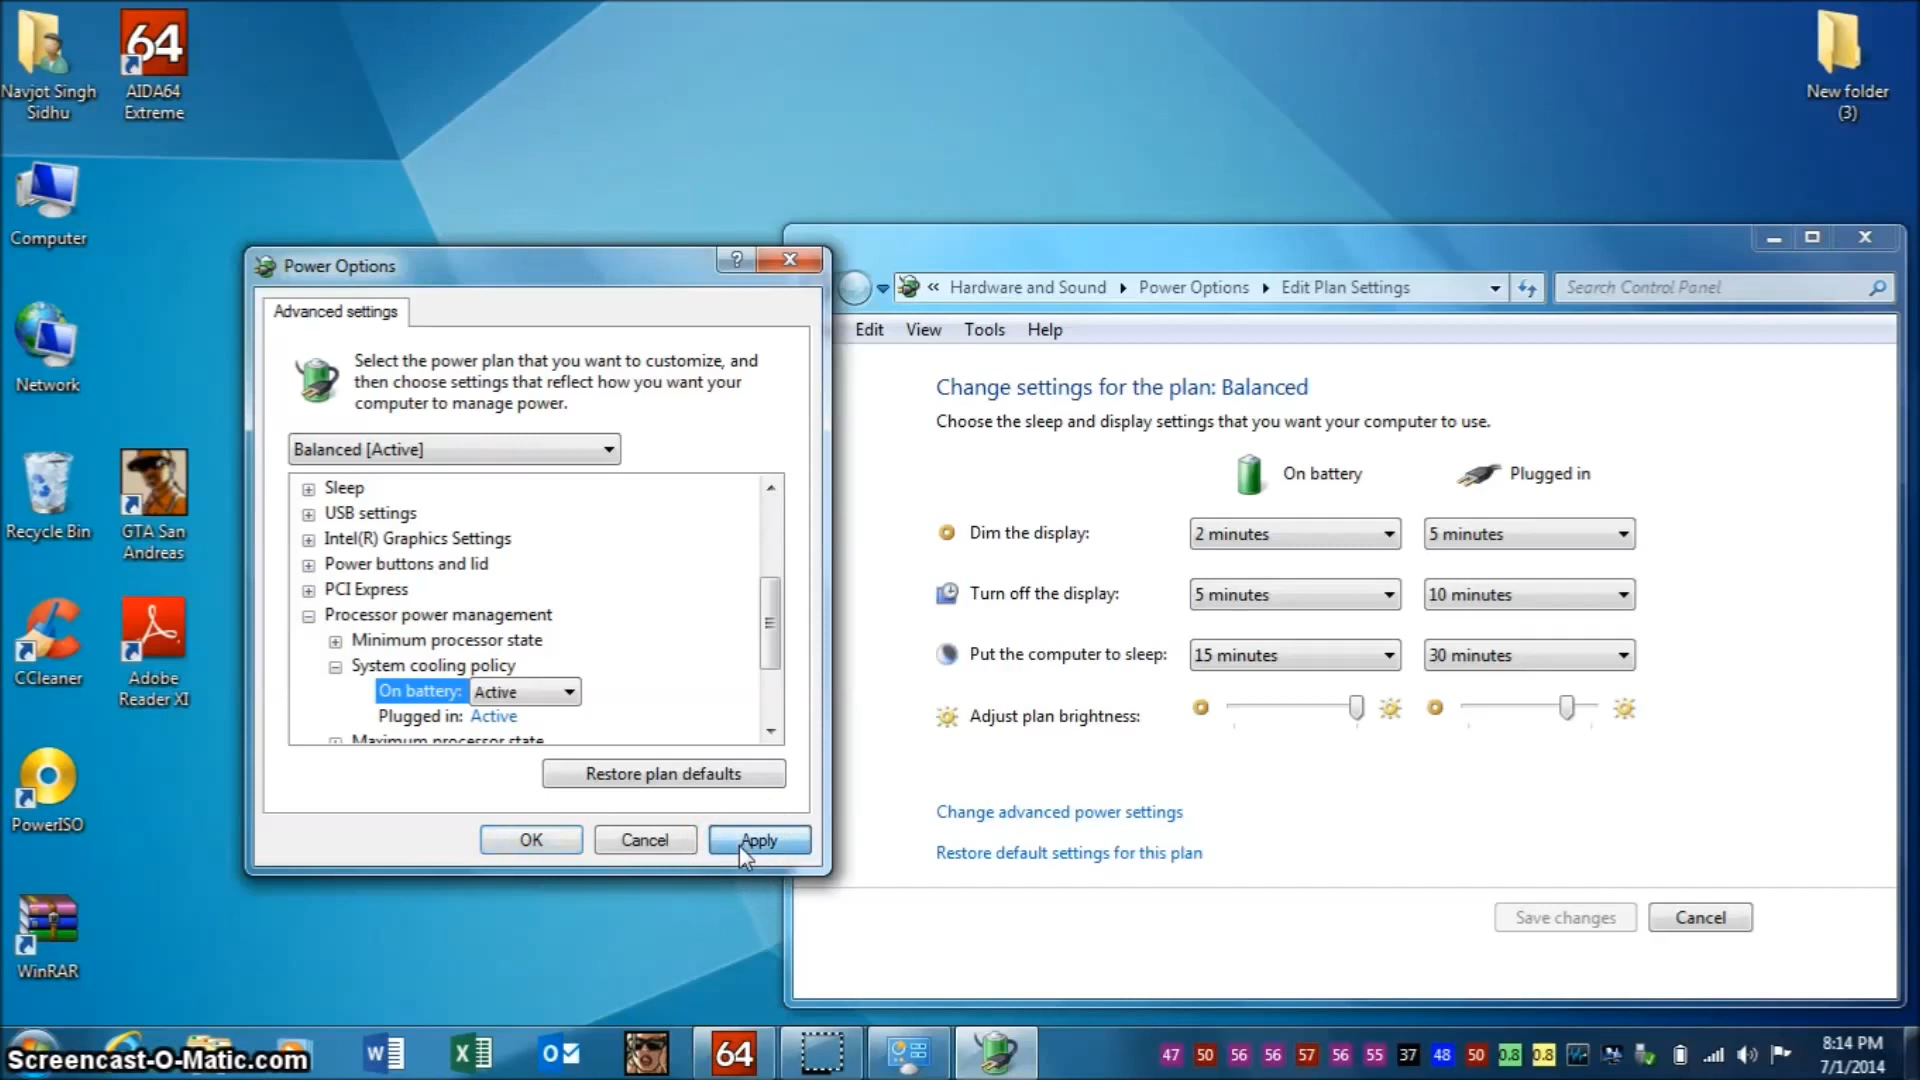 Navjot Singh
Sidhu
64
AIDA64
Extreme
New folder
(3)
Computer
Network
Recycle Bin
GTA San
Andreas
CCleaner
Adobe
Reader XI
PowerISO
WinRAR
Power Options
?
Advanced settings
Select the power plan that you want to customize, and
then choose settings that reflect how you want your
computer to manage power.
Balanced [Active]
Sleep
USB settings
Intel(R) Graphics Settings
Power buttons and lid
PCI Express
Processor power management
Minimum processor state
System cooling policy
On battery: Active
Plugged in: Active
Maximum processor state
Restore plan defaults
OK Cancel Apply
« Hardware and Sound Power Options Edit Plan Settings
Search Control Panel
Edit View Tools Help
Change settings for the plan: Balanced
Choose the sleep and display settings that you want your computer to use.
On battery Plugged in
Dim the display: 2 minutes 5 minutes
Turn off the display: 5 minutes 10 minutes
Put the computer to sleep: 15 minutes 30 minutes
Adjust plan brightness:
Change advanced power settings
Restore default settings for this plan
Save changes Cancel
Screencast-O-Matic.com
64
47 50 56 56 57 56 55 37 48 50 0.8 0.8
8:14 PM
7/1/2014